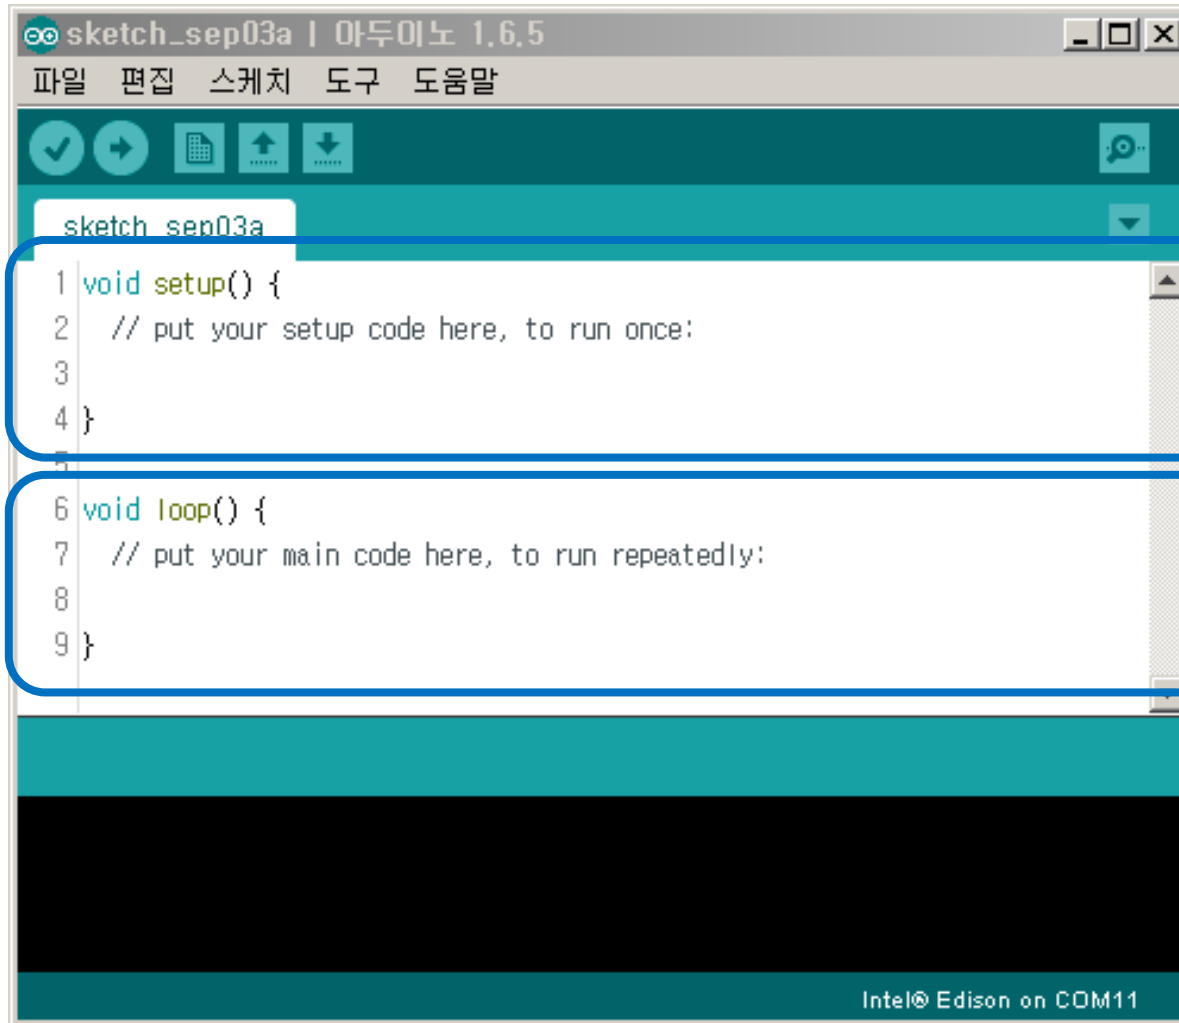 sketch_sep03a | 아두이노 1.6.5
파일 편집 스케치 도구 도움말
sketch_sep03a
1 void setup() {
2 // put your setup code here, to run once:
3
4 }
5
6 void loop() {
7 // put your main code here, to run repeatedly:
8
9 }
Intel® Edison on COM11